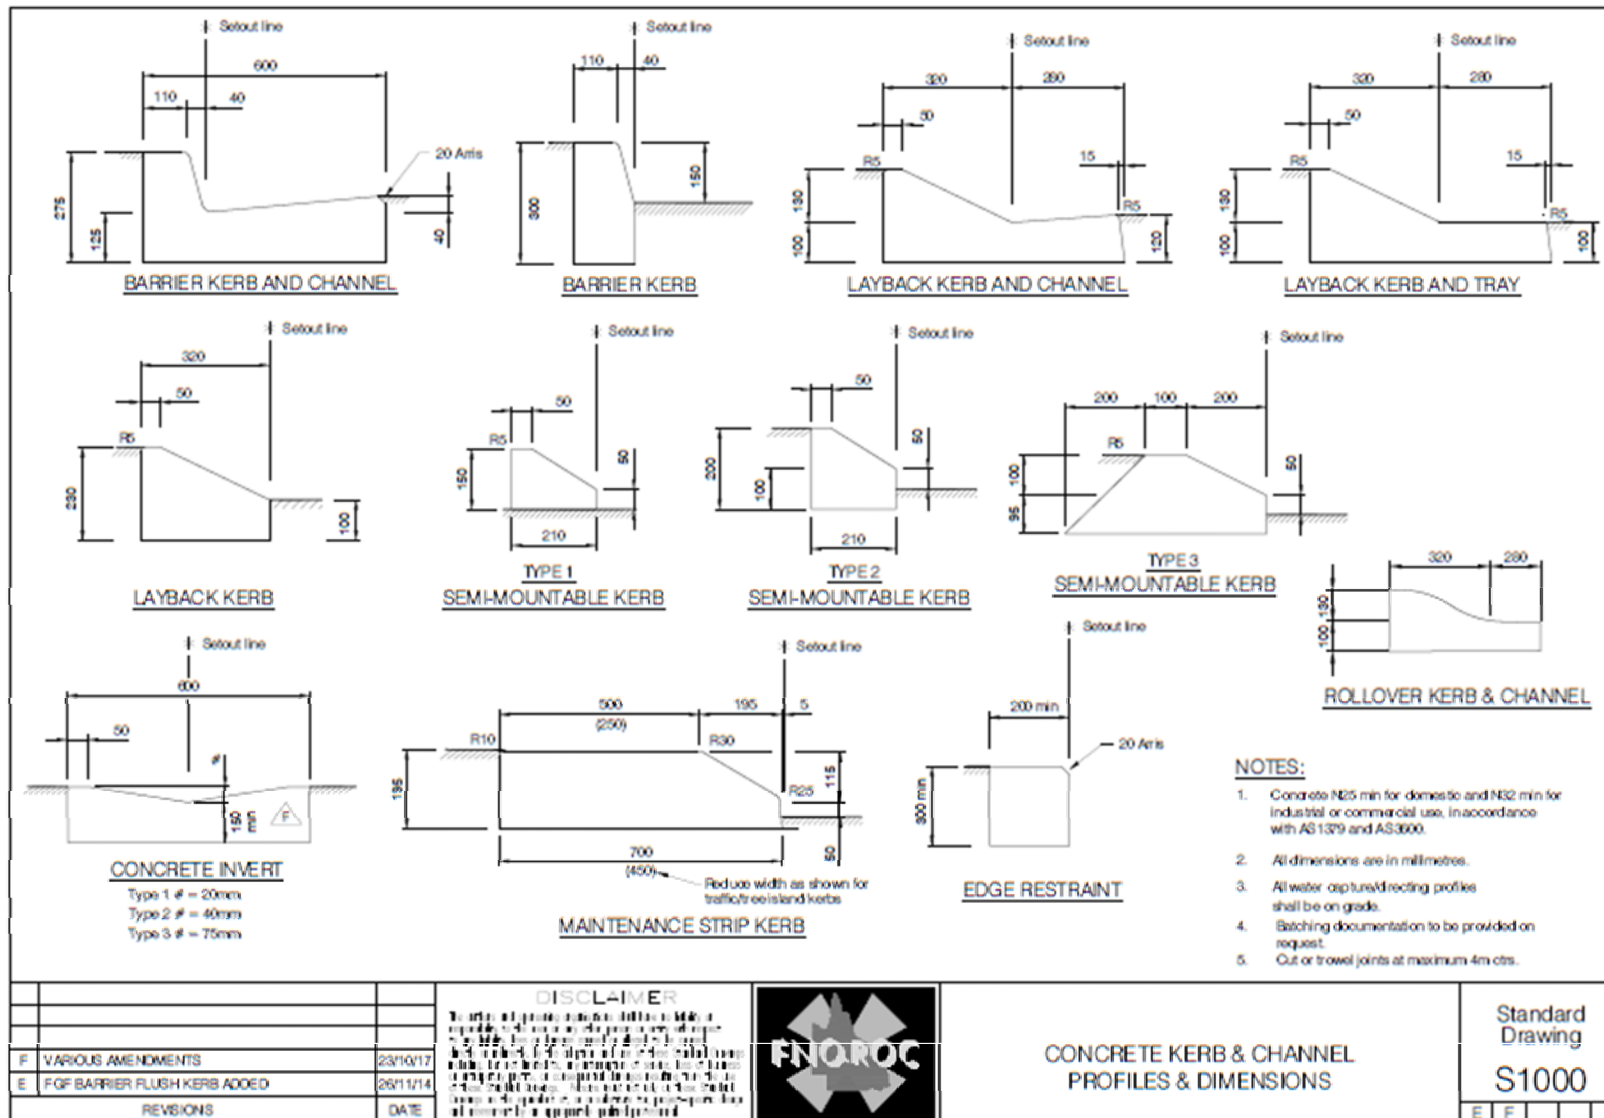 Setout line
600
110
40
20 Arris
275
125
40
BARRIER KERB AND CHANNEL
Setout line
110
40
300
150
BARRIER KERB
Setout line
320
280
50
15
R5
R5
130
100
120
LAYBACK KERB AND CHANNEL
Setout line
320
280
50
15
R5
R5
130
100
100
LAYBACK KERB AND TRAY
Setout line
320
50
R5
230
100
LAYBACK KERB
Setout line
50
R5
150
50
210
TYPE 1
SEMI-MOUNTABLE KERB
Setout line
50
200
100
50
210
TYPE 2
SEMI-MOUNTABLE KERB
Setout line
200
100
200
R5
100
95
50
TYPE 3
SEMI-MOUNTABLE KERB
320
280
130
100
ROLLOVER KERB & CHANNEL
Setout line
600
50
#
150
min
F
CONCRETE INVERT
Type 1 # = 20mm
Type 2 # = 40mm
Type 3 # = 75mm
Setout line
500
195
5
(250)
R10
R30
R25
195
115
50
700
(450)
Reduce width as shown for
traffic/tree island kerbs
MAINTENANCE STRIP KERB
Setout line
200 min
20 Arris
300 min
EDGE RESTRAINT
NOTES:
1. Concrete N25 min for domestic and N32 min for
industrial or commercial use, in accordance
with AS1379 and AS3600.
2. All dimensions are in millimetres.
3. All water capture/directing profiles
shall be on grade.
4. Batching documentation to be provided on
request.
5. Cut or trowel joints at maximum 4m ctrs.
F VARIOUS AMENDMENTS 23/10/17
E FGF BARRIER FLUSH KERB ADDED 26/11/14
REVISIONS DATE
DISCLAIMER
FNQROC
CONCRETE KERB & CHANNEL
PROFILES & DIMENSIONS
Standard
Drawing
S1000
E F